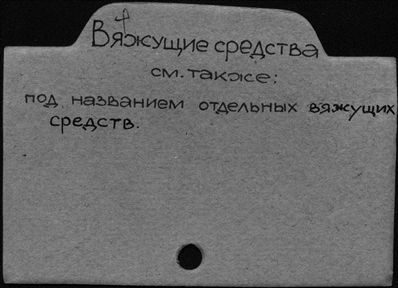 Вяжущие средства
см. также:
под названием отдельных вяжущих
средств.